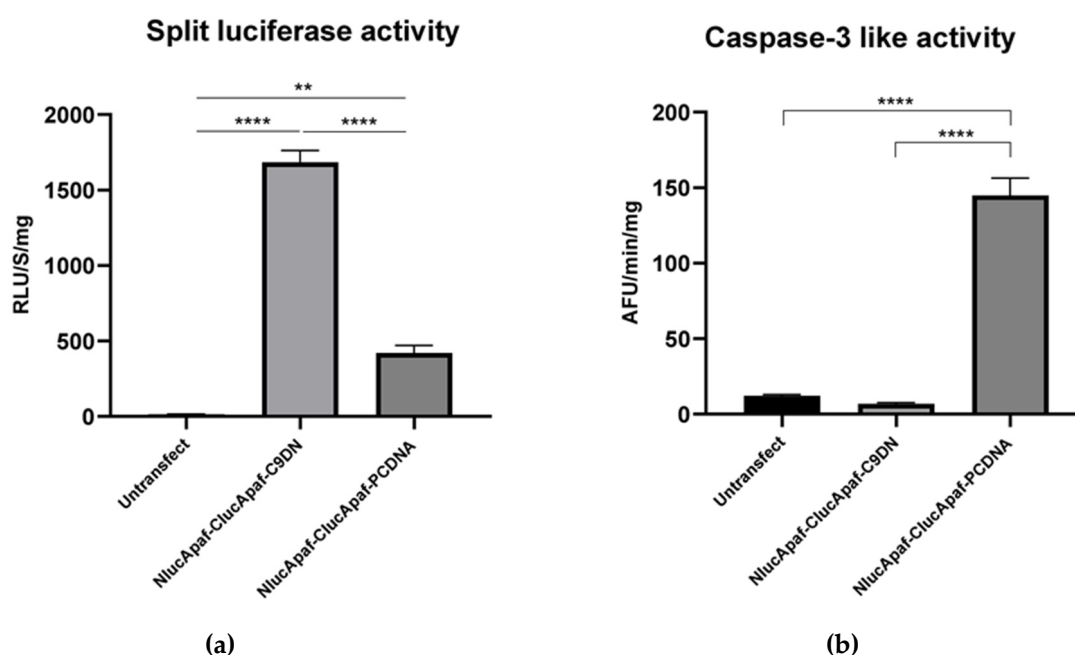 Split luciferase activity
**
**** ****
2000
1500
1000
500
0
RLU/S/mg
Untransfect
NlucApaf-ClucApaf-C9DN
NlucApaf-ClucApaf-PCDNA
(a)
Caspase-3 like activity
****
****
200
150
100
50
0
AFU/min/mg
Untransfect
NlucApaf-ClucApaf-C9DN
NlucApaf-ClucApaf-PCDNA
(b)